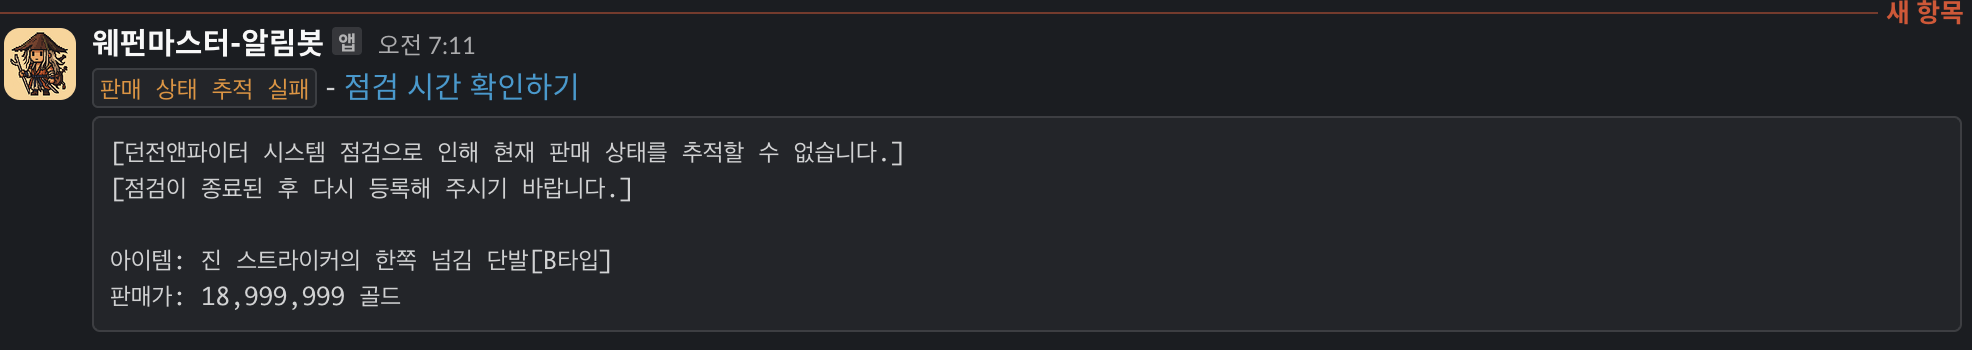 새 항목
웨펀마스터-알림봇 앱 오전 7:11
판매 상태 추적 실패 - 점검 시간 확인하기
[던전앤파이터 시스템 점검으로 인해 현재 판매 상태를 추적할 수 없습니다.]
[점검이 종료된 후 다시 등록해 주시기 바랍니다.]
아이템: 진 스트라이커의 한쪽 넘김 단발[B타입]
판매가: 18,999,999 골드